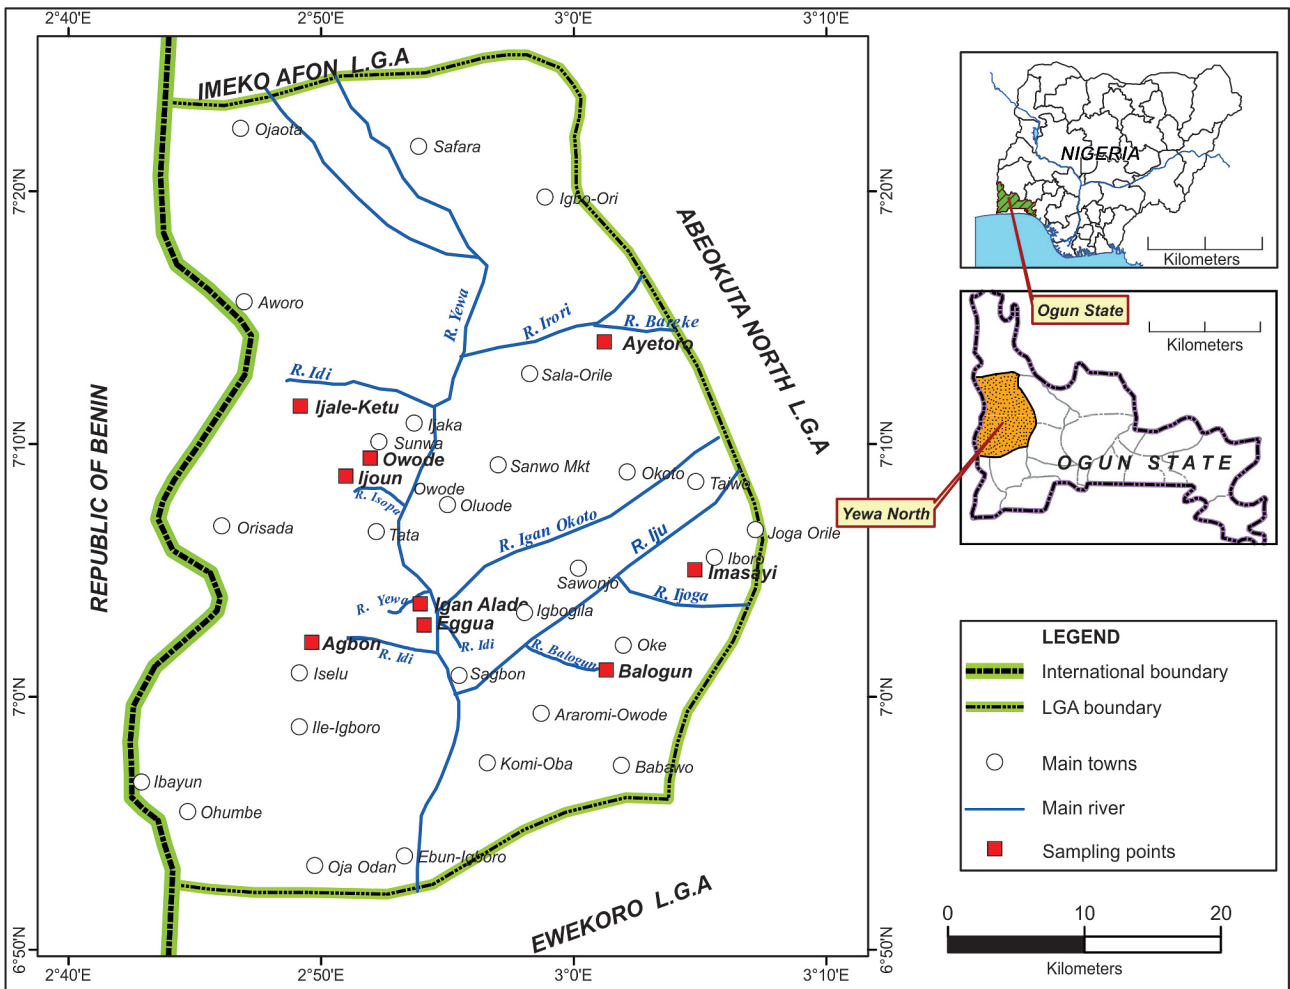 2°40'E
2°50'E
3°0'E
3°10'E
IMEKO AFON L.G.A
Ojaota
Safara
7°20'N
7°20'N
Igbo-Ori
NIGERIA
Kilometers
ABEOKUTA NORTH L.G.A
Aworo
R. Yewa
R. Irori
R. Bareke
Ayetoro
Ogun State
Kilometers
R. Idi
Sala-Orile
Ijale-Ketu
Ijaka
Sunwa
7°10'N
7°10'N
REPUBLIC OF BENIN
Owode
Ijoun
Sanwo Mkt
Okoto
Taiwo
OGUN STATE
Owode
R. Isopa
Oluode
Yewa North
Orisada
Tata
R. Igan Okoto
R. Iju
Joga Orile
Iboro
Imasayi
Sawonjo
R. Ijoga
R. Yewa
Igan Alade
Igbogila
Eggua
Agbon
R. Idi
R. Idi
R. Balogun
Oke
Iselu
Sagbon
Balogun
7°0'N
7°0'N
Araromi-Owode
Ile-Igboro
Komi-Oba
Babawo
Ibayun
Ohumbe
Oja Odan
Ebun-Igboro
EWEKORO L.G.A
6°50'N
6°50'N
2°40'E
2°50'E
3°0'E
3°10'E
LEGEND
International boundary
LGA boundary
Main towns
Main river
Sampling points
0
10
20
Kilometers